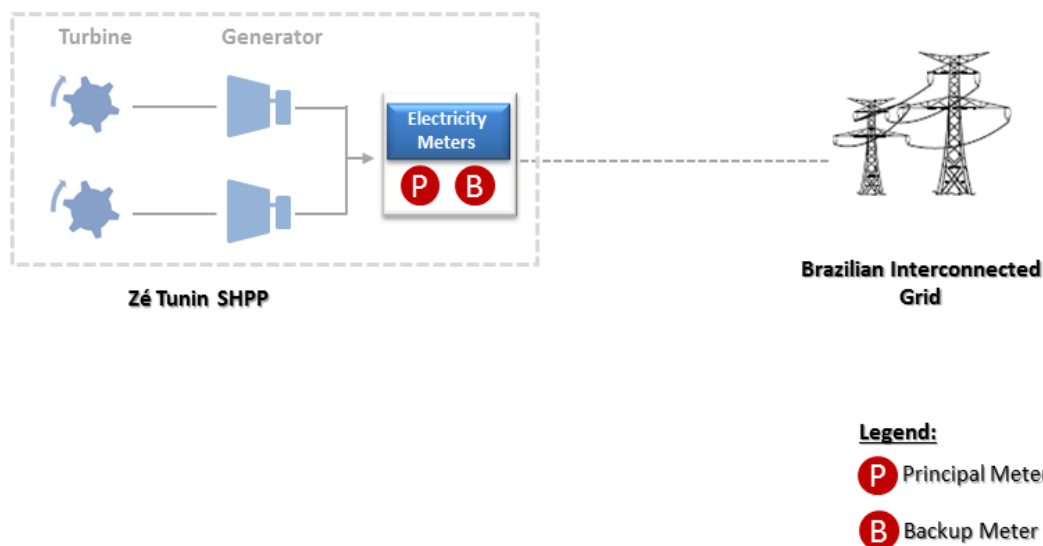 Turbine
Generator
Electricity
Meters
P
B
Zé Tunin SHPP
Brazilian Interconnected
Grid
Legend:
P Principal Meter
B Backup Meter